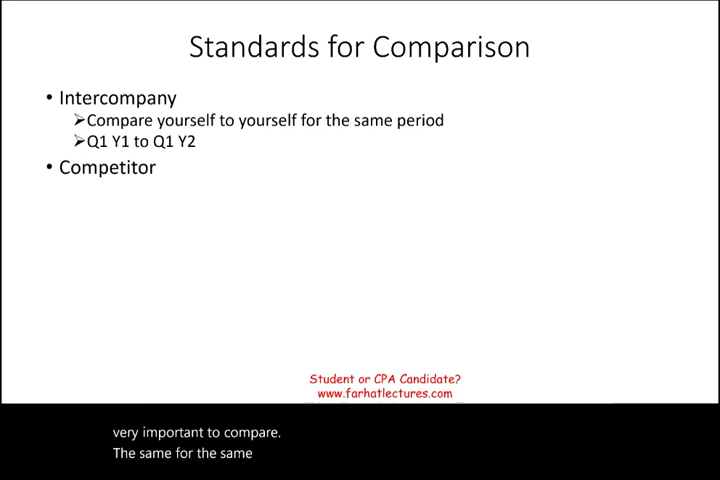 Standards for Comparison
• Intercompany
➢Compare yourself to yourself for the same period
➢Q1 Y1 to Q1 Y2
• Competitor
Student or CPA Candidate?
www.farhatlectures.com
very important to compare.
The same for the same